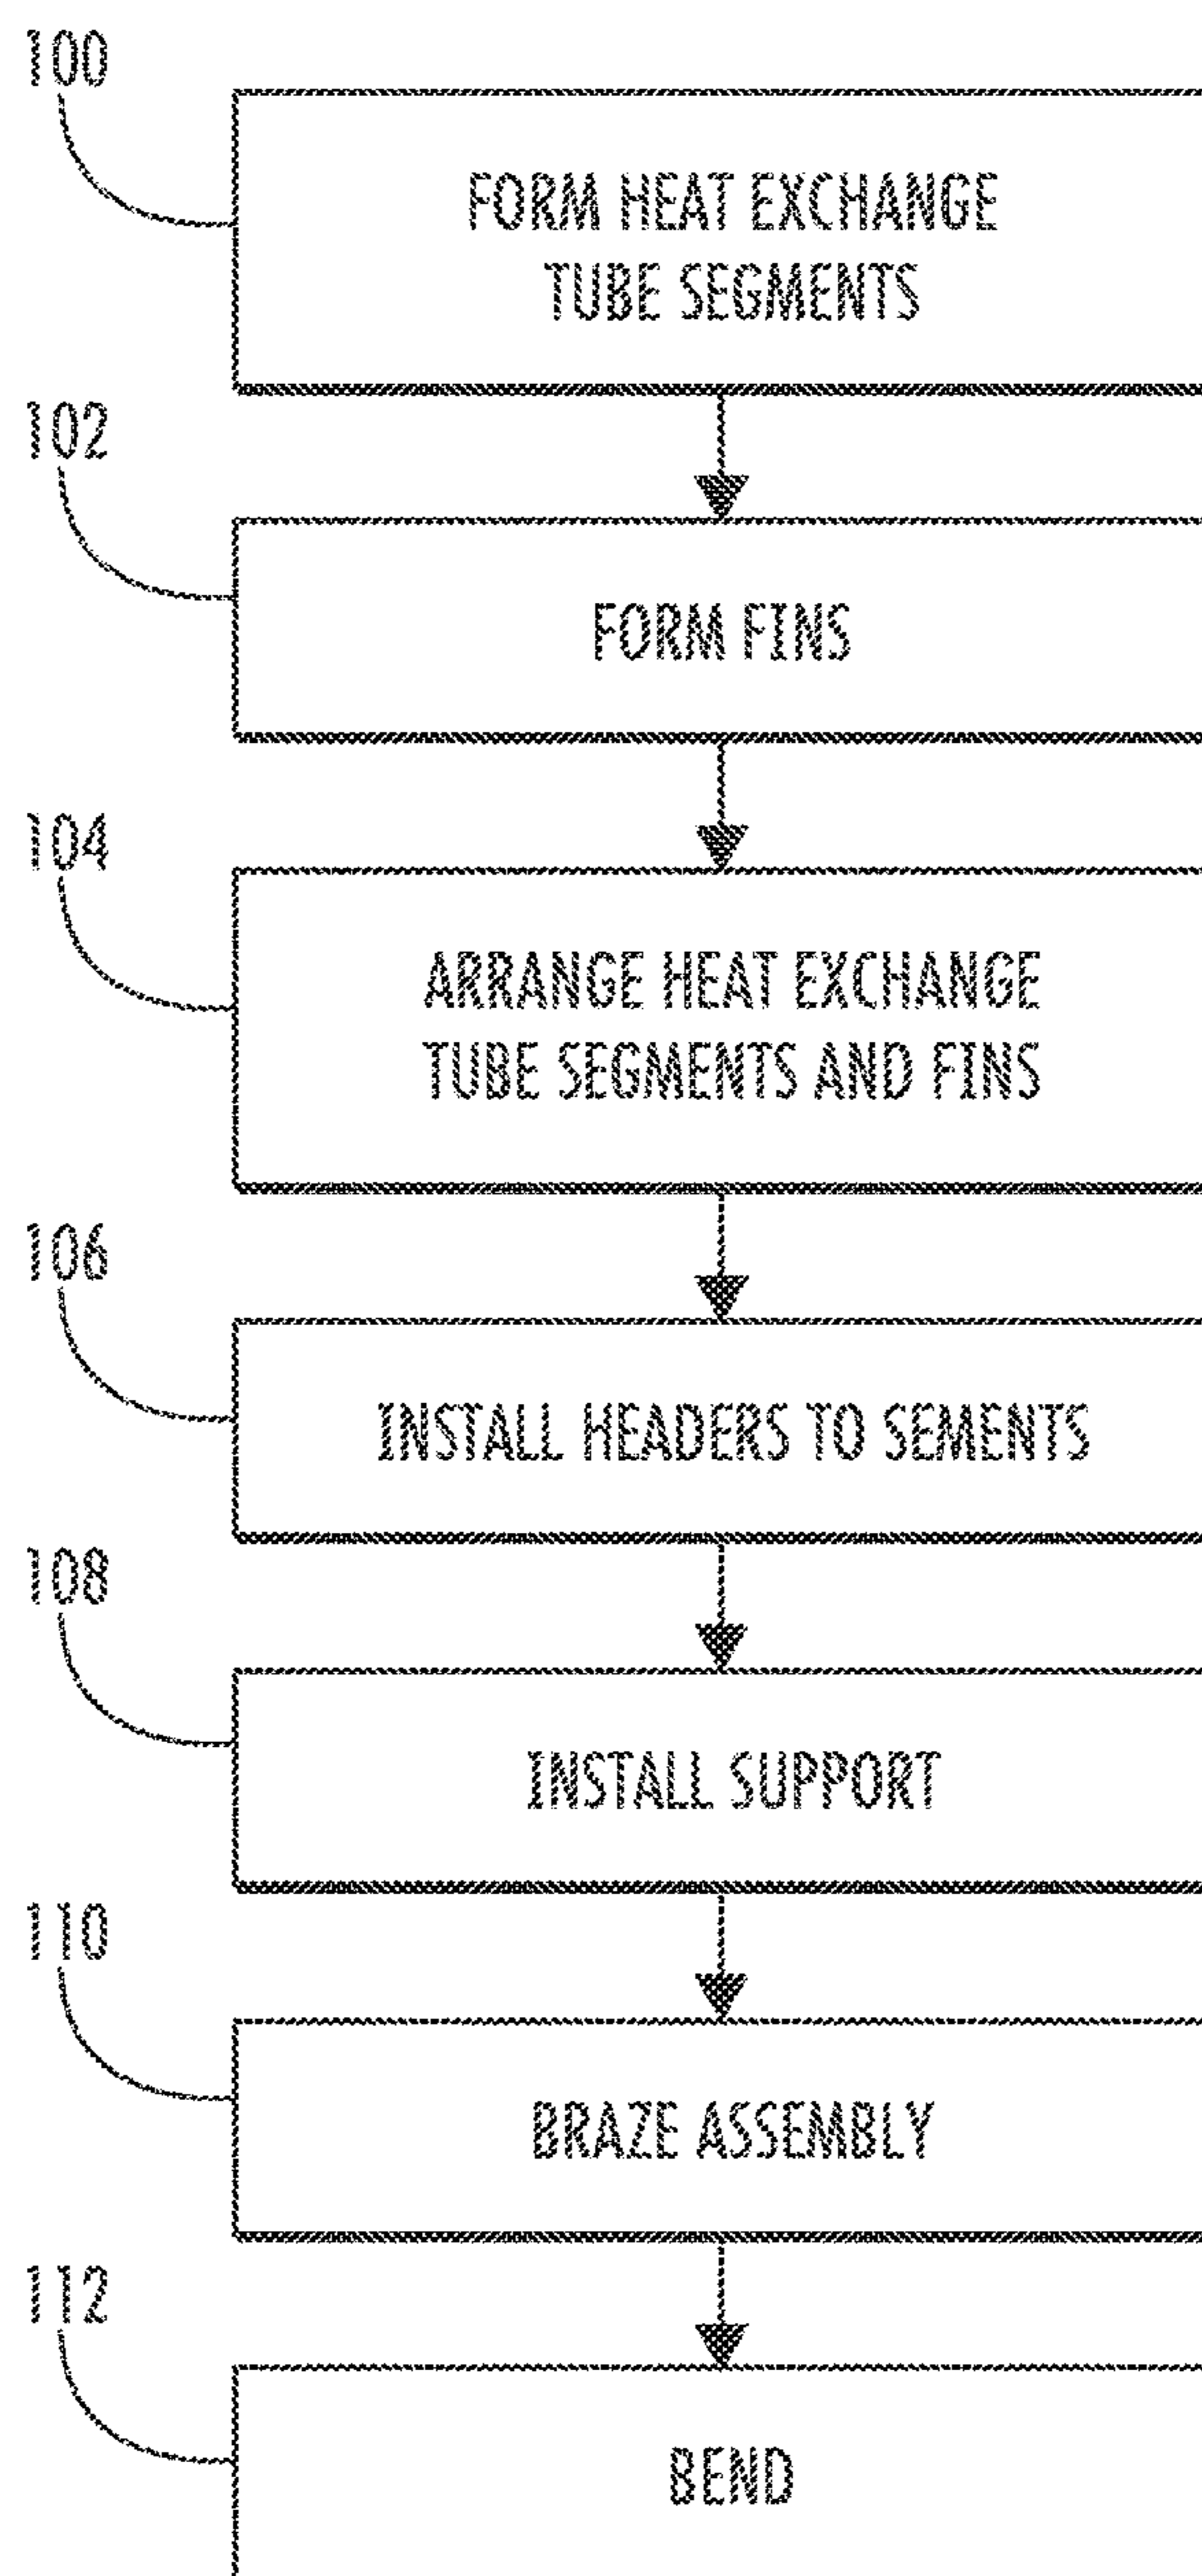 100
FORM HEAT EXCHANGE
TUBE SEGMENTS
102
FORM FINS
104
ARRANGE HEAT EXCHANGE
TUBE SEGMENTS AND FINS
106
INSTALL HEADERS TO SEMENTS
108
INSTALL SUPPORT
110
BRAZE ASSEMBLY
112
BEND